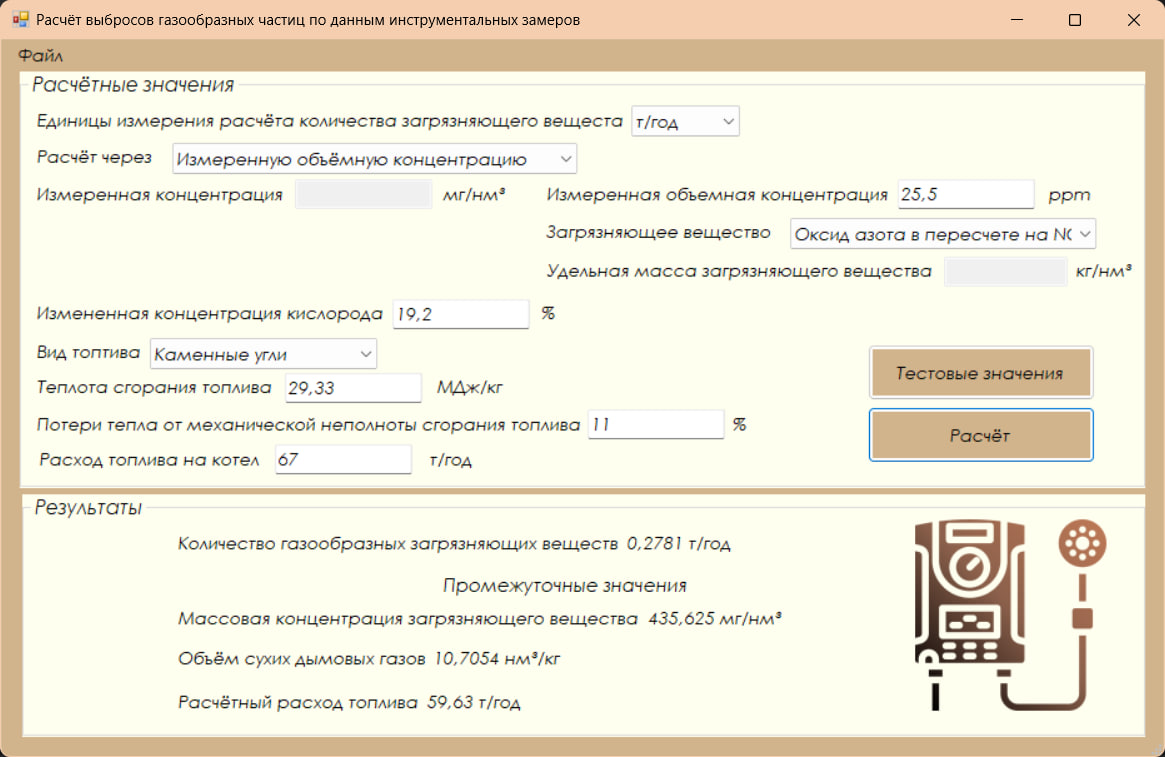 Расчёт выбросов газообразных частиц по данным инструментальных замеров
Файл
Расчётные значения
Единицы измерения расчёта количества загрязняющего вещеста т/год
Расчёт через Измеренную объёмную концентрацию
Измеренная концентрация мг/нм³ Измеренная объемная концентрация 25,5 ppm
Загрязняющее вещество Оксид азота в пересчете на NO
Удельная масса загрязняющего вещества кг/нм³
Измененная концентрация кислорода 19,2 %
Вид топтива Каменные угли
Теплота сгорания топлива 29,33 МДж/кг
Тестовые значения
Потери тепла от механической неполноты сгорания топлива 11 %
Расчёт
Расход топлива на котел 67 т/год
Результаты
Количество газообразных загрязняющих веществ 0,2781 т/год
Промежуточные значения
Массовая концентрация загрязняющего вещества 435,625 мг/нм³
Объём сухих дымовых газов 10,7054 нм³/кг
Расчётный расход топлива 59,63 т/год